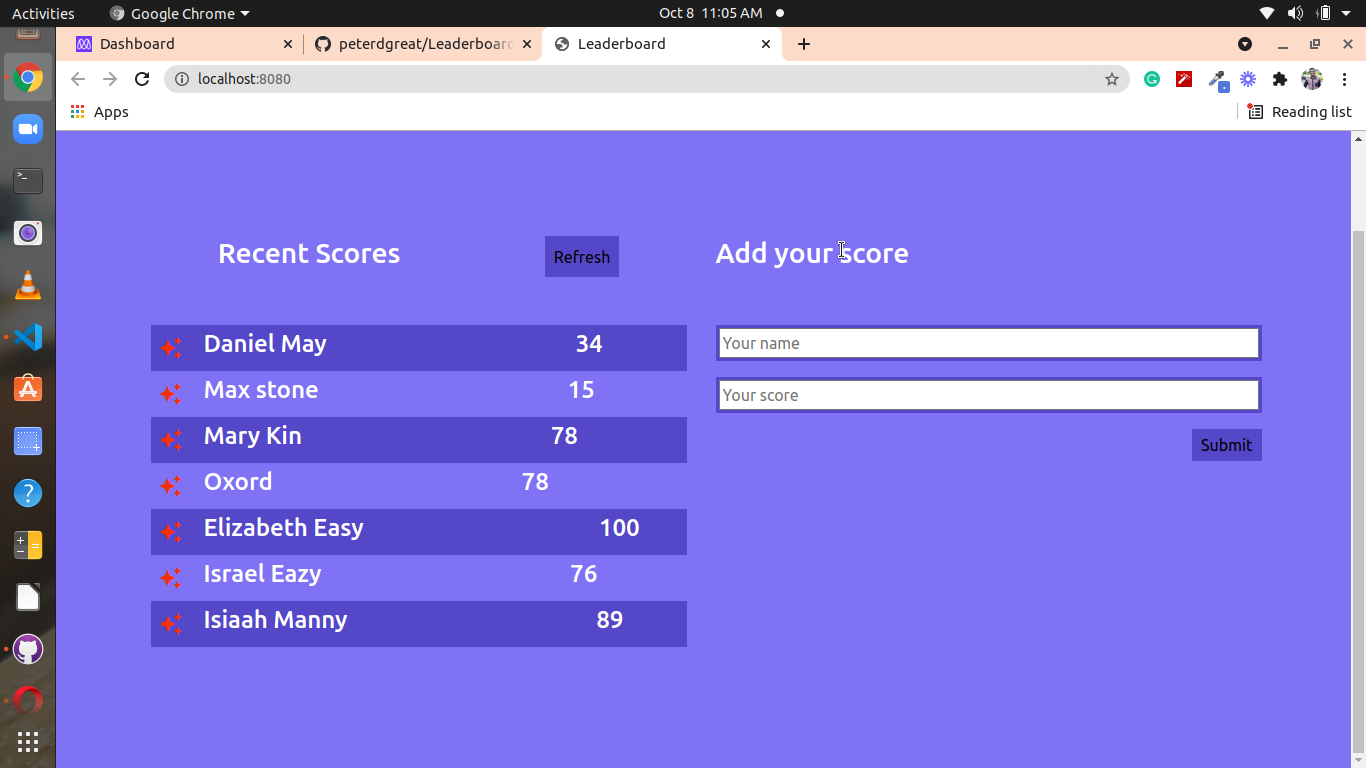 Activities Google Chrome Oct 8 11:05 AM
Dashboard peterdgreat/Leaderboard Leaderboard
localhost:8080
Apps Reading list
Recent Scores Refresh
Daniel May 34
Max stone 15
Mary Kin 78
Oxord 78
Elizabeth Easy 100
Israel Eazy 76
Isiaah Manny 89
Add your score
Your name
Your score
Submit